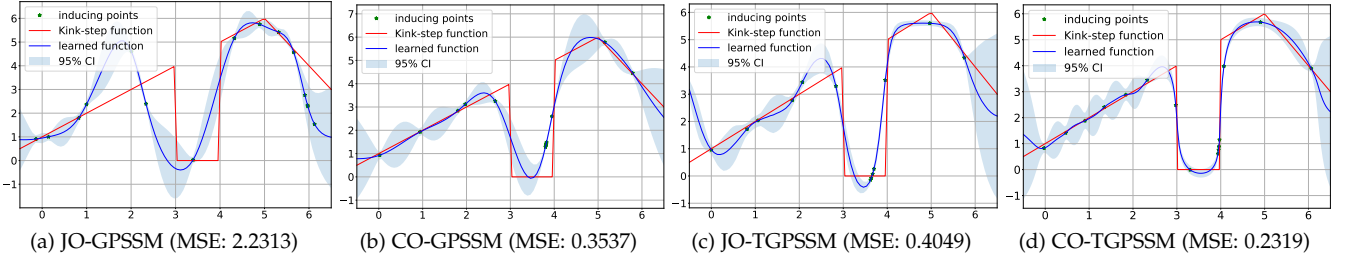 inducing points
Kink-step function
learned function
95% CI
6
5
4
3
2
1
0
−1
0 1 2 3 4 5 6
(a) JO-GPSSM (MSE: 2.2313)
inducing points
Kink-step function
learned function
95% CI
7
6
5
4
3
2
1
0
−1
0 1 2 3 4 5 6
(b) CO-GPSSM (MSE: 0.3537)
inducing points
Kink-step function
learned function
95% CI
6
5
4
3
2
1
0
−1
0 1 2 3 4 5 6
(c) JO-TGPSSM (MSE: 0.4049)
inducing points
Kink-step function
learned function
95% CI
6
5
4
3
2
1
0
−1
0 1 2 3 4 5 6
(d) CO-TGPSSM (MSE: 0.2319)